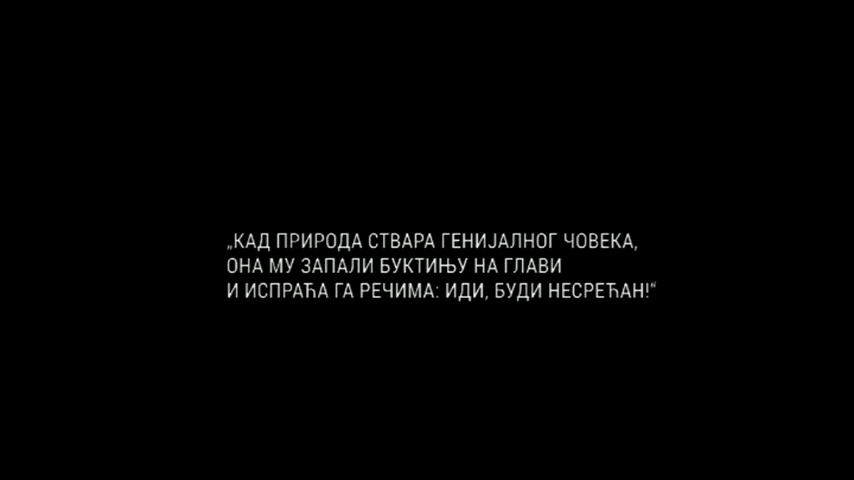 „КАД ПРИРОДА СТВАРА ГЕНИЈАЛНОГ ЧОВЕКА,
ОНА МУ ЗАПАЛИ БУКТИЊУ НА ГЛАВИ
И ИСПРАЋА ГА РЕЧИМА: ИДИ, БУДИ НЕСРЕЋАН!“